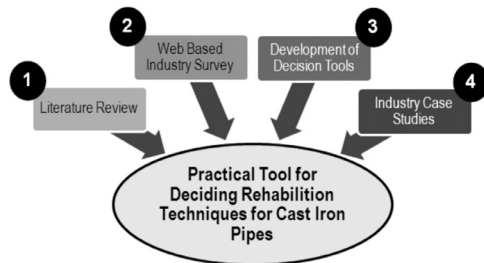 1
Literature Review
2
Web Based
Industry Survey
3
Development of
Decision Tools
4
Industry Case
Studies
Practical Tool for
Deciding Rehabilition
Techniques for Cast Iron
Pipes